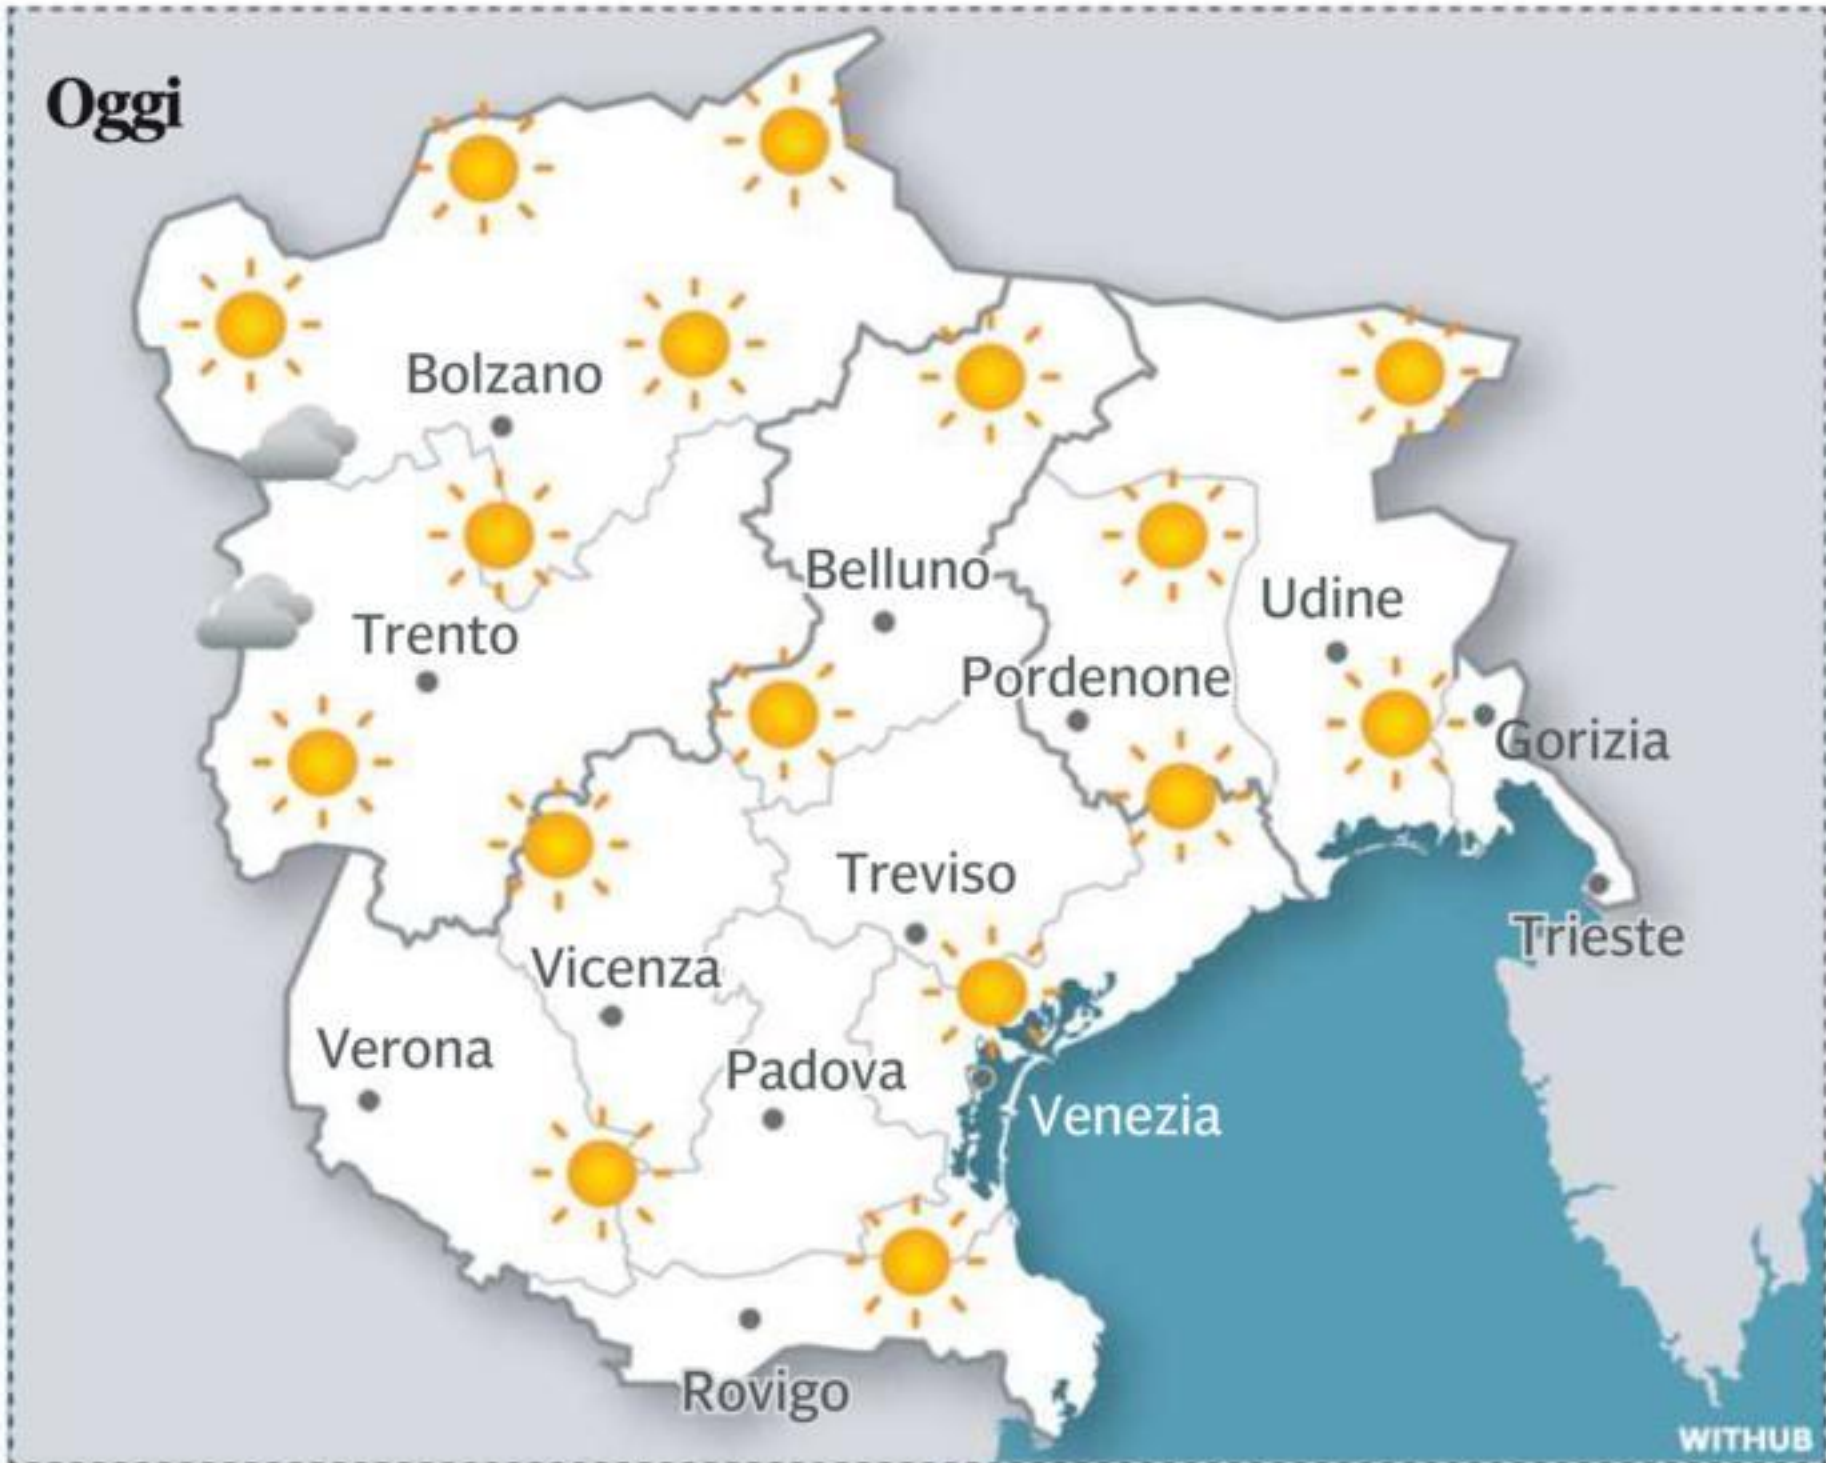 Oggi
Bolzano
Belluno
Udine
Trento
Pordenone
Gorizia
Treviso
Trieste
Vicenza
Verona
Padova
Venezia
Rovigo
WITHUB